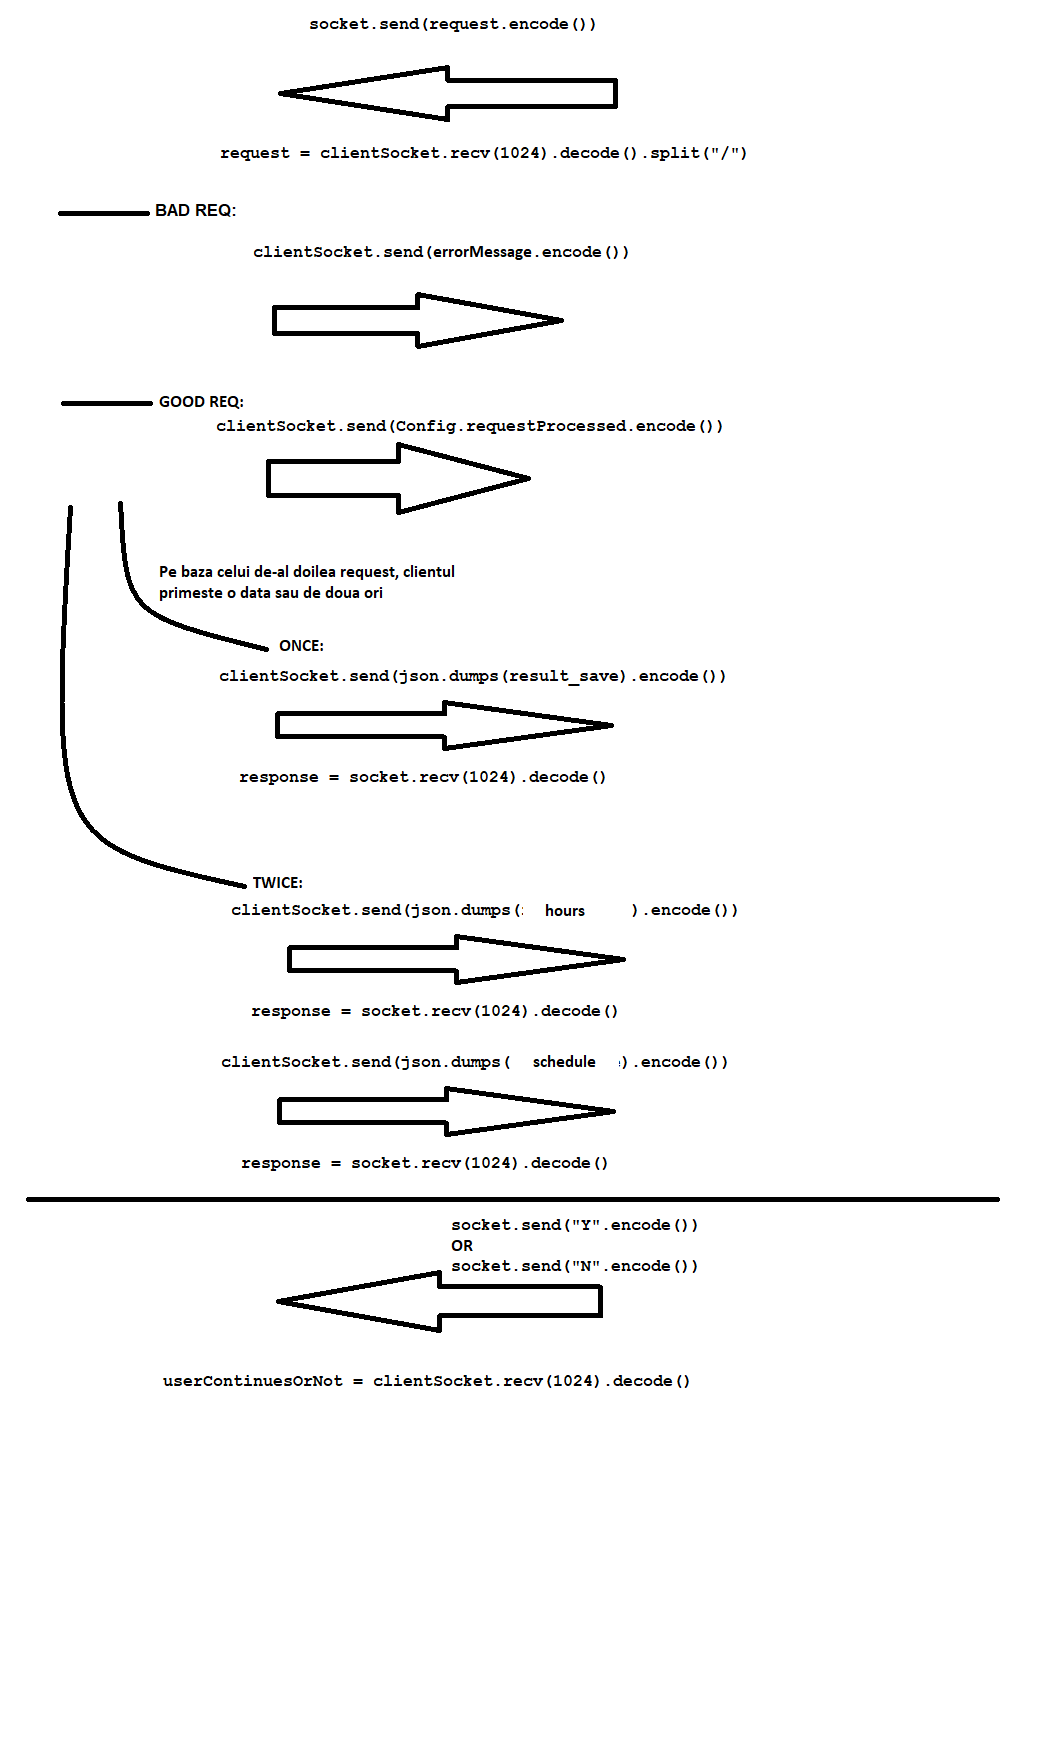 socket.send(request.encode())
request = clientSocket.recv(1024).decode().split("/")
BAD REQ:
clientSocket.send(errorMessage.encode())
GOOD REQ:
clientSocket.send(Config.requestProcessed.encode())
Pe baza celui de-al doilea request, clientul
primeste o data sau de doua ori
ONCE:
clientSocket.send(json.dumps(result_save).encode())
response = socket.recv(1024).decode()
TWICE:
clientSocket.send(json.dumps( hours ).encode())
response = socket.recv(1024).decode()
clientSocket.send(json.dumps( schedule ).encode())
response = socket.recv(1024).decode()
socket.send("Y".encode())
OR
socket.send("N".encode())
userContinuesOrNot = clientSocket.recv(1024).decode()